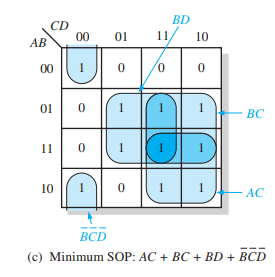 BD
CD
AB
00 01 11 10
00 1 0 0 0
01 0 1 1 1
BC
11 0 1 1 1
10 1 0 1 1
AC
B̅C̅D̅
(c) Minimum SOP: AC + BC + BD + B̅C̅D̅